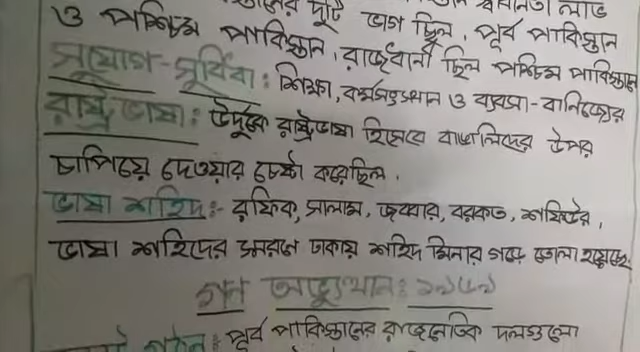 দুটি ভাগ ছিল, পূর্ব পাকিস্তান
ও পশ্চিম পাকিস্তান, রাজধানী ছিল পশ্চিম পাকিস্তান
সুযোগ-সুবিধা: শিক্ষা, কর্মসংস্থান ও ব্যবসা-বানিজ্যের
রাষ্ট্রভাষা: উর্দুকে রাষ্ট্রভাষা হিসেবে বাঙালিদের উপর
চাপিয়ে দেওয়ার চেষ্টা করেছিল.
ভাষা শহিদ:- রফিক, সালাম, জব্বার, বরকত, শফিউর,
ভাষা শহিদের স্মরণে ঢাকায় শহিদ মিনার গড়ে তোলা হয়েছে.
গণ অভ্যুত্থান:
গঠন: পূর্ব পাকিস্তানের রাজনৈতিক দলগুলো